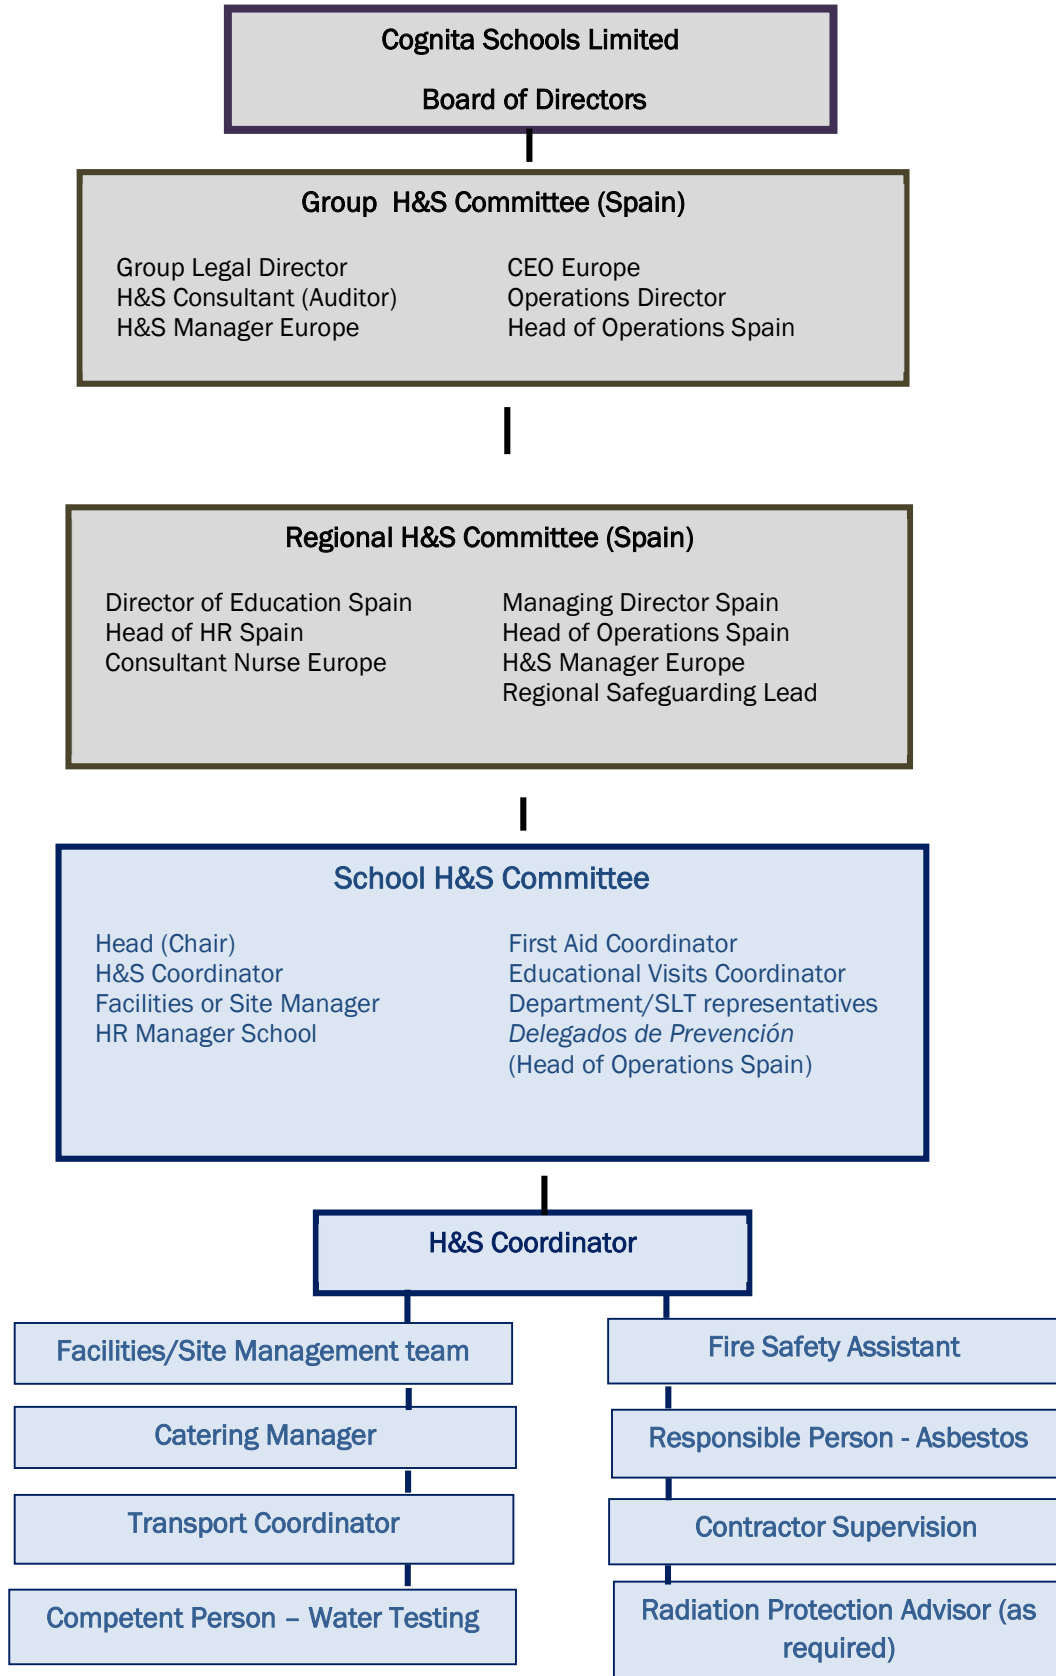 Cognita Schools Limited
Board of Directors
Group H&S Committee (Spain)
Group Legal Director
H&S Consultant (Auditor)
H&S Manager Europe
CEO Europe
Operations Director
Head of Operations Spain
Regional H&S Committee (Spain)
Director of Education Spain
Head of HR Spain
Consultant Nurse Europe
Managing Director Spain
Head of Operations Spain
H&S Manager Europe
Regional Safeguarding Lead
School H&S Committee
Head (Chair)
H&S Coordinator
Facilities or Site Manager
HR Manager School
First Aid Coordinator
Educational Visits Coordinator
Department/SLT representatives
Delegados de Prevención
(Head of Operations Spain)
H&S Coordinator
Facilities/Site Management team
Catering Manager
Transport Coordinator
Competent Person – Water Testing
Fire Safety Assistant
Responsible Person - Asbestos
Contractor Supervision
Radiation Protection Advisor (as
required)